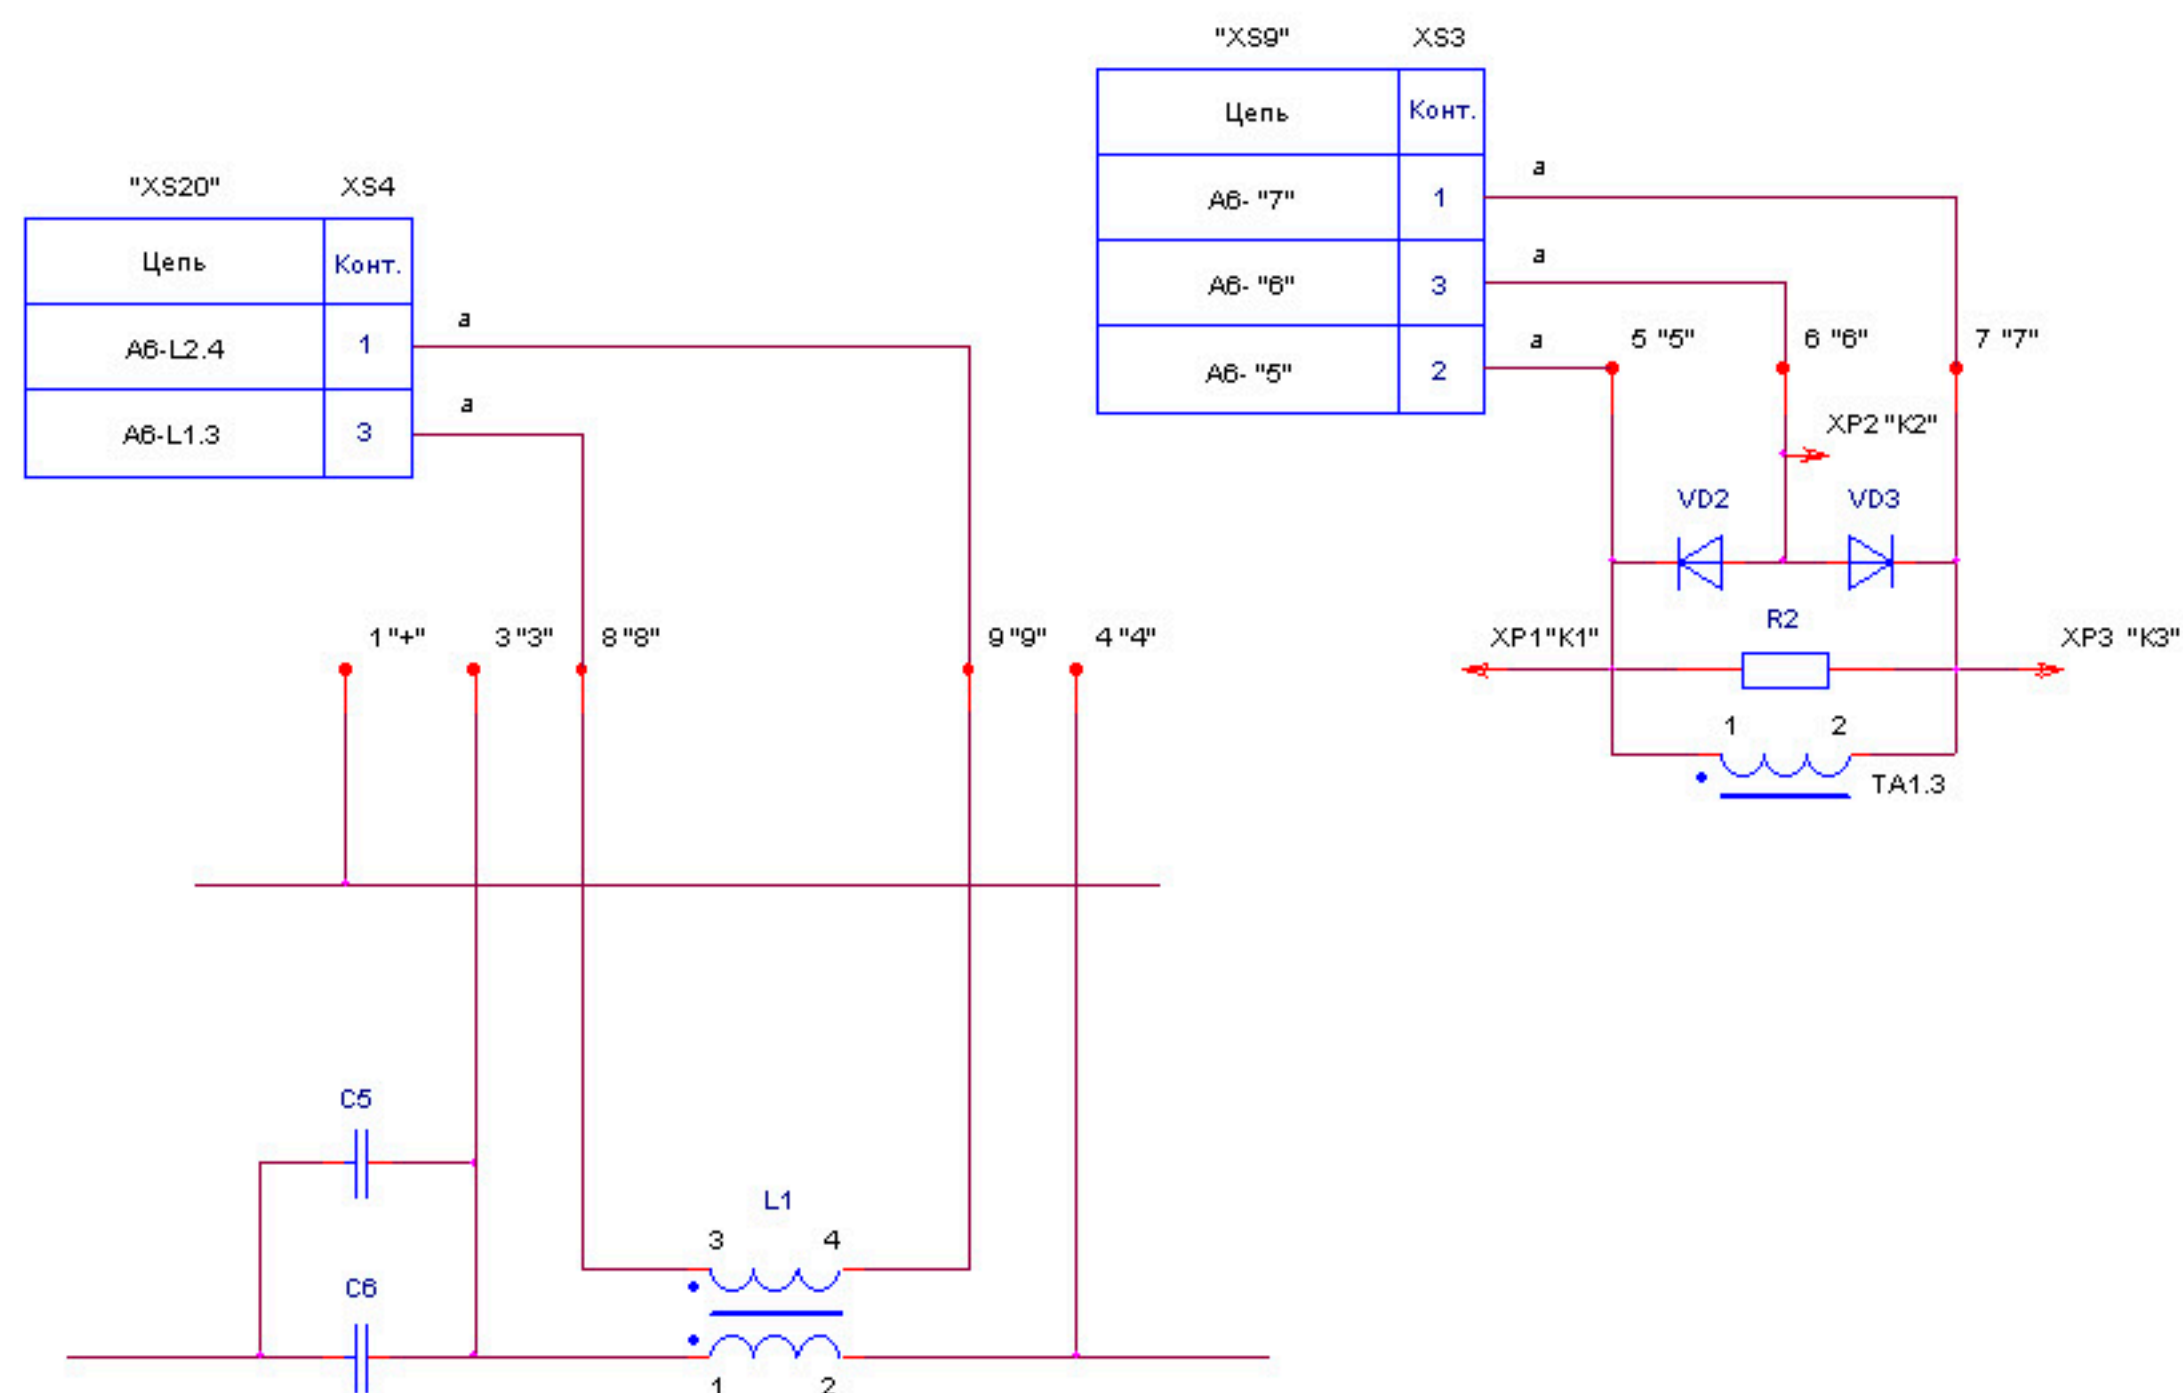 "XS9" XS3
Цепь Конт.
А6- "7" 1 а
А6- "6" 3 а
А6- "5" 2 а
5 "5" 6 "6" 7 "7"
XP2 "К2"
VD2 VD3
R2
XP1 "К1" XP3 "К3"
1 2
TA1.3
"XS20" XS4
Цепь Конт.
А6-L2.4 1 а
А6-L1.3 3 а
1 "+" 3 "3" 8 "8" 9 "9" 4 "4"
C5
L1
3 4
C6
1 2